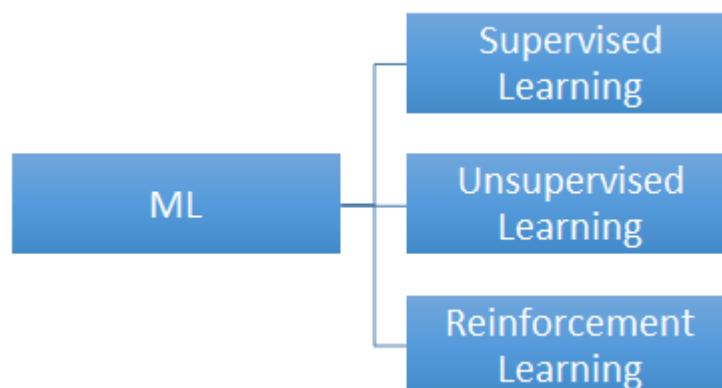 ML
Supervised
Learning
Unsupervised
Learning
Reinforcement
Learning